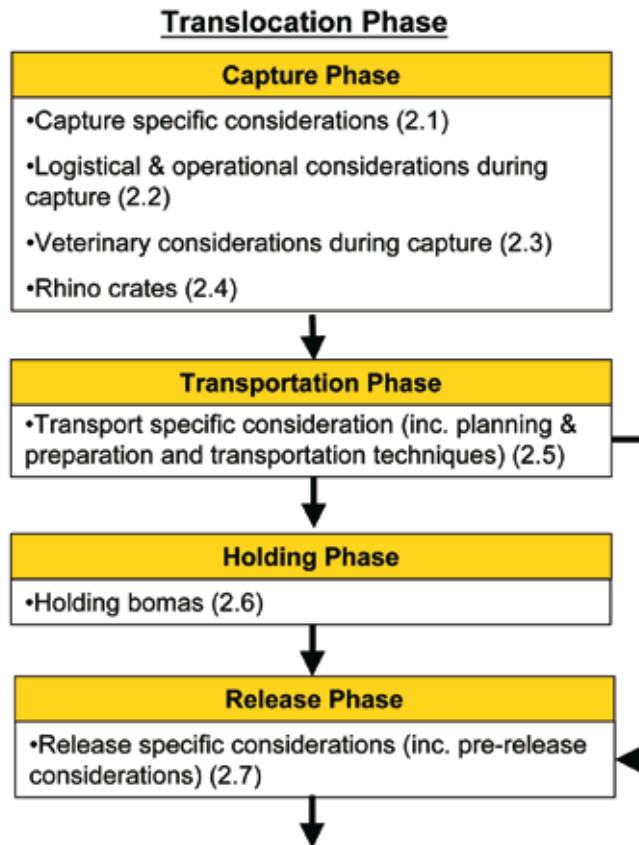 Translocation Phase
Capture Phase
•Capture specific considerations (2.1)
•Logistical & operational considerations during
capture (2.2)
•Veterinary considerations during capture (2.3)
•Rhino crates (2.4)
Transportation Phase
•Transport specific consideration (inc. planning &
preparation and transportation techniques) (2.5)
Holding Phase
•Holding bomas (2.6)
Release Phase
•Release specific considerations (inc. pre-release
considerations) (2.7)